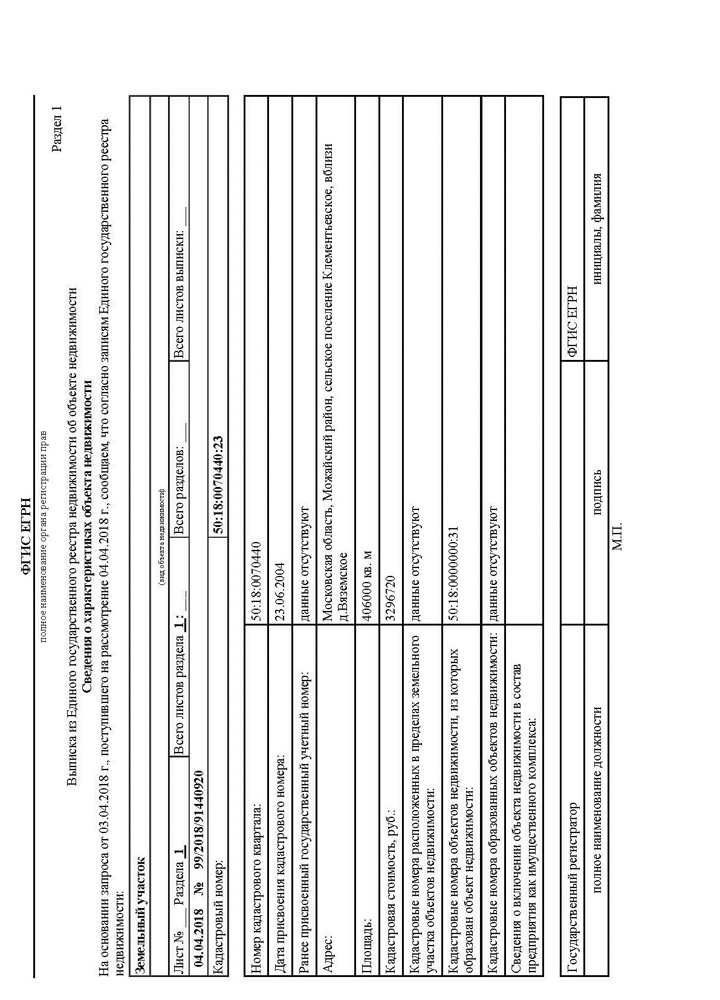 ФГИС ЕГРН
полное наименование органа регистрации прав
Раздел 1
Выписка из Единого государственного реестра недвижимости об объекте недвижимости
Сведения о характеристиках объекта недвижимости
На основании запроса от 03.04.2018 г., поступившего на рассмотрение 04.04.2018 г., сообщаем, что согласно записям Единого государственного реестра
недвижимости:
Земельный участок
(вид объекта недвижимости)
Лист № ___ Раздела 1 Всего листов раздела 1 : ___ Всего разделов: ___ Всего листов выписки: ___
04.04.2018 № 99/2018/91440920
Кадастровый номер: 50:18:0070440:23
Номер кадастрового квартала: 50:18:0070440
Дата присвоения кадастрового номера: 23.06.2004
Ранее присвоенный государственный учетный номер: данные отсутствуют
Адрес: Московская область, Можайский район, сельское поселение Клементьевское, вблизи
д.Вяземское
Площадь: 406000 кв. м
Кадастровая стоимость, руб.: 3296720
Кадастровые номера расположенных в пределах земельного данные отсутствуют
участка объектов недвижимости:
Кадастровые номера объектов недвижимости, из которых 50:18:0000000:31
образован объект недвижимости:
Кадастровые номера образованных объектов недвижимости: данные отсутствуют
Сведения о включении объекта недвижимости в состав
предприятия как имущественного комплекса:
Государственный регистратор ФГИС ЕГРН
полное наименование должности подпись инициалы, фамилия
М.П.